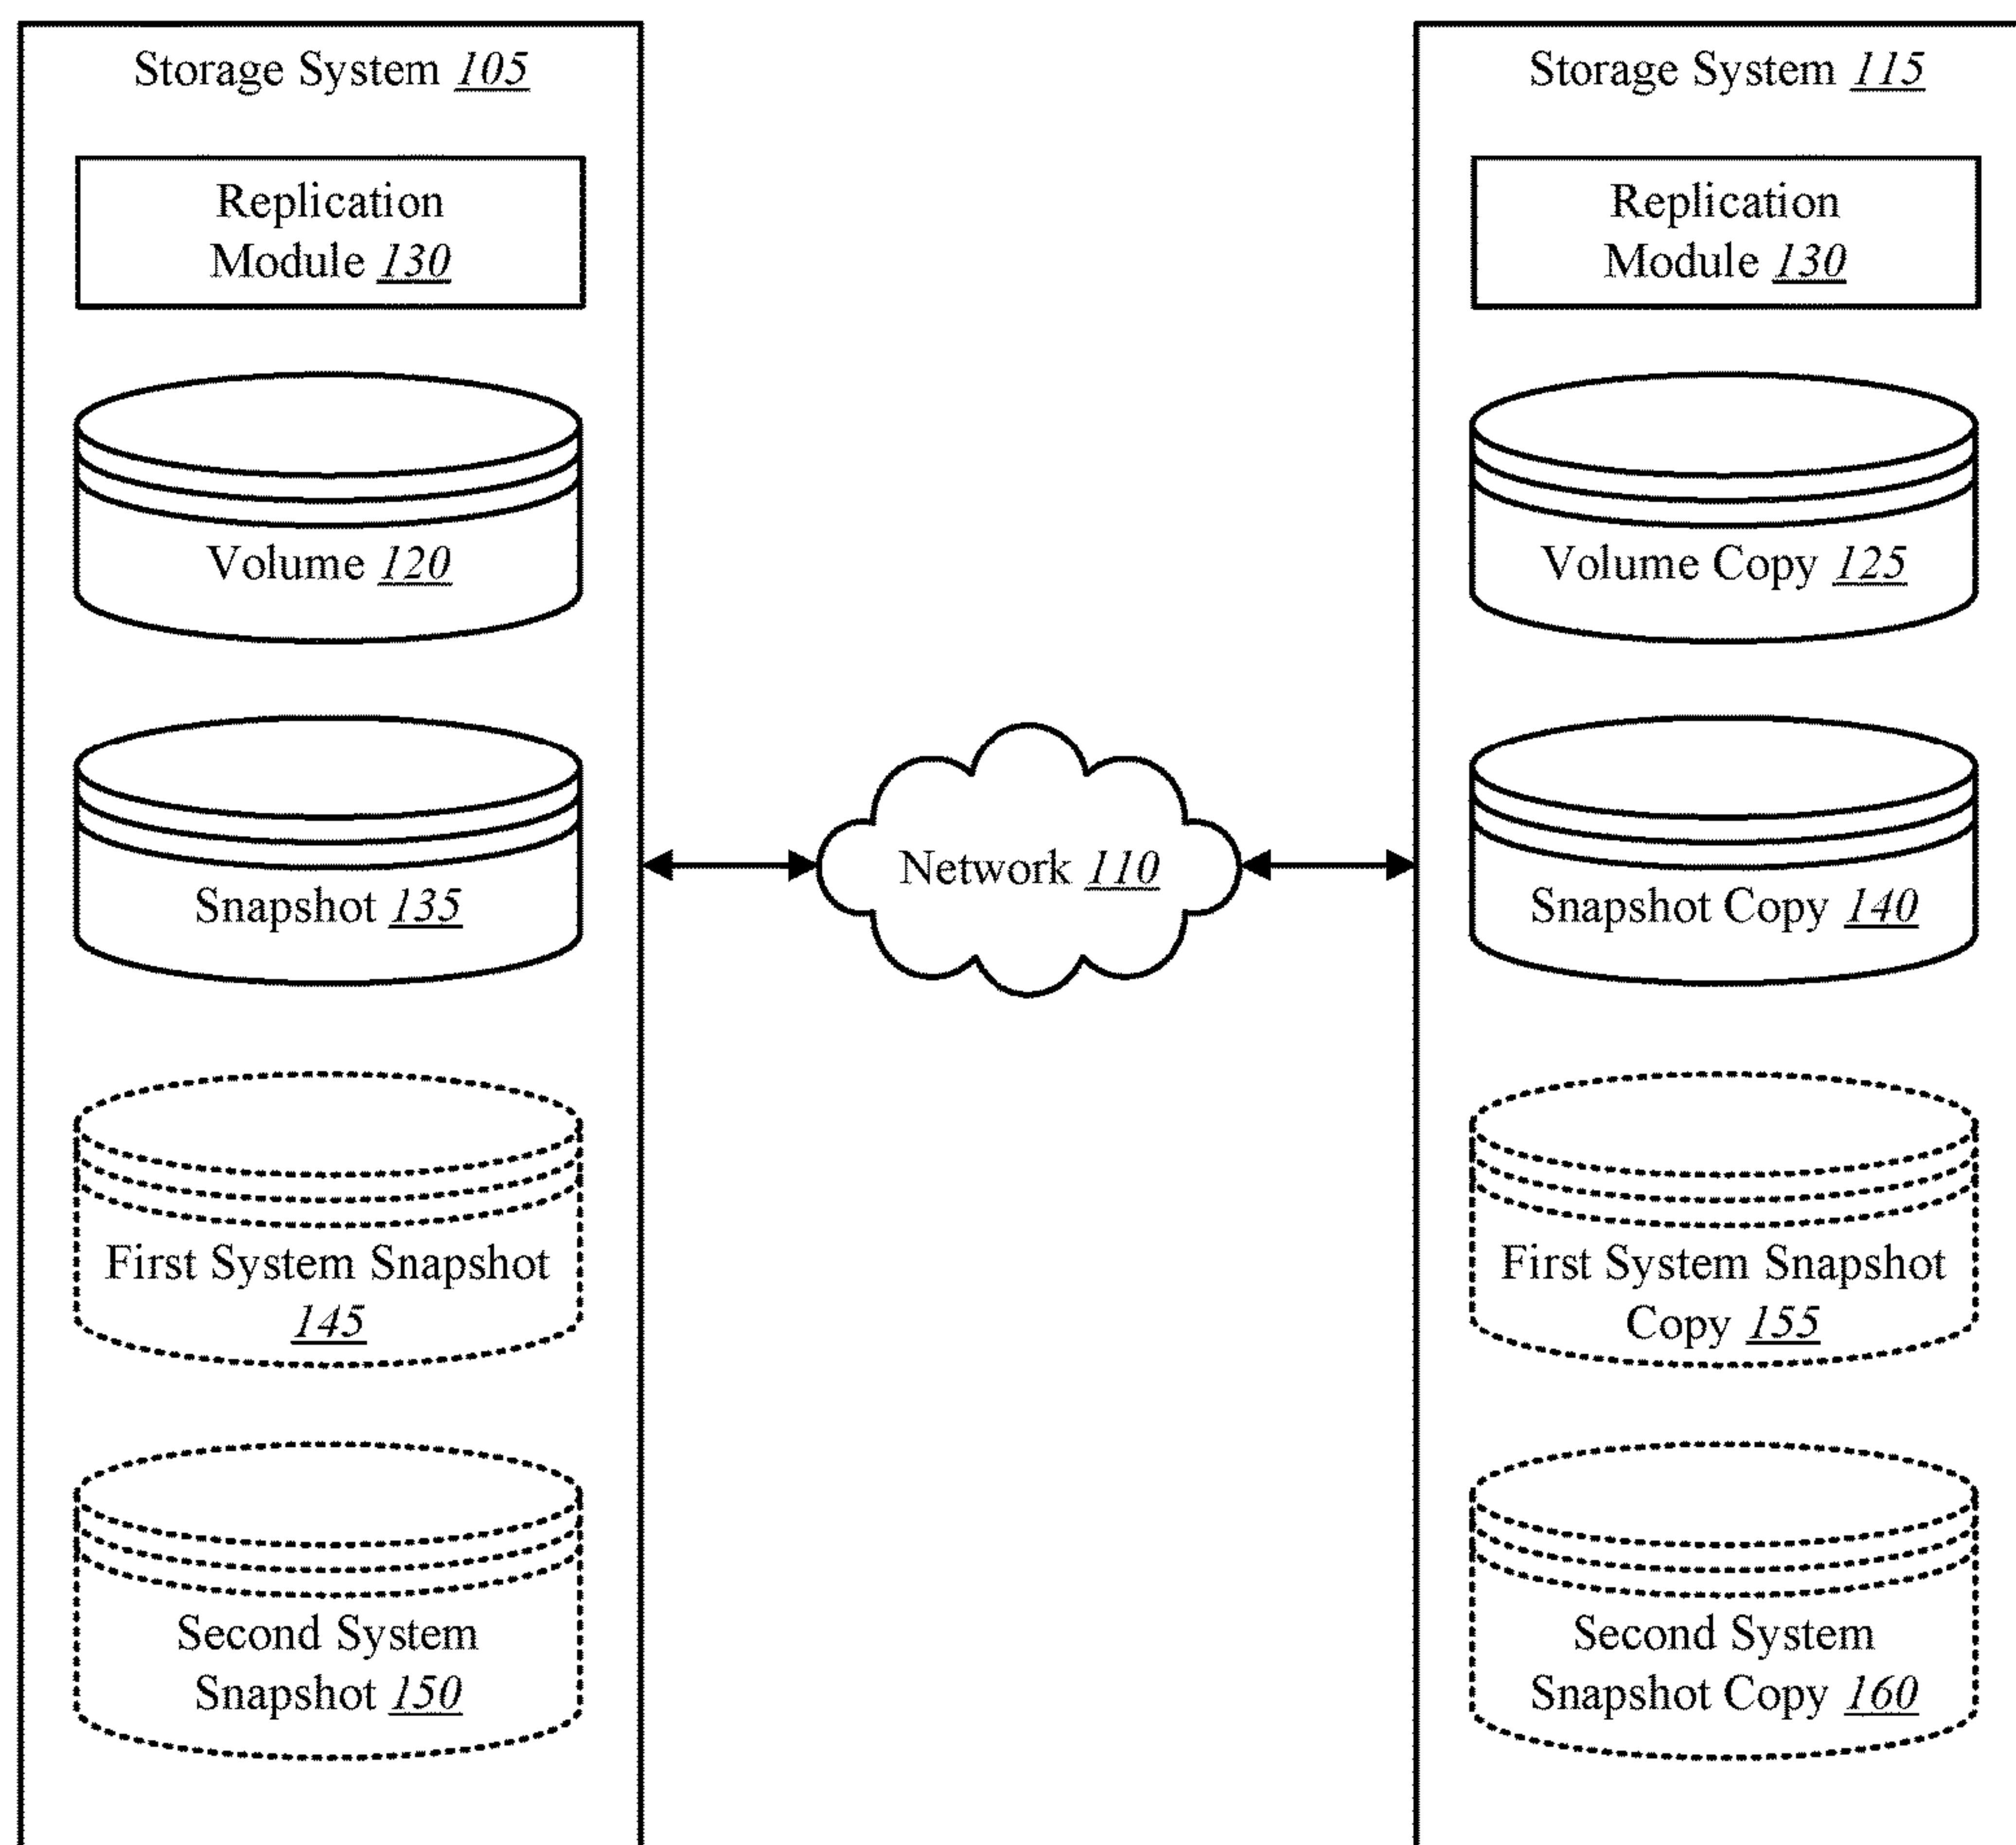 Storage System 105
Replication
Module 130
Volume 120
Snapshot 135
First System Snapshot
145
Second System
Snapshot 150
Network 110
Storage System 115
Replication
Module 130
Volume Copy 125
Snapshot Copy 140
First System Snapshot
Copy 155
Second System
Snapshot Copy 160